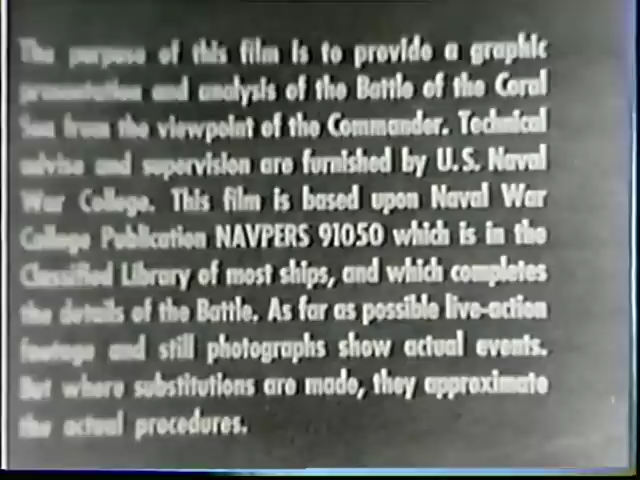 The purpose of this film is to provide a graphic
presentation and analysis of the Battle of the Coral
Sea from the viewpoint of the Commander. Technical
advise and supervision are furnished by U.S. Naval
War College. This film is based upon Naval War
College Publication NAVPERS 91050 which is in the
Classified Library of most ships, and which completes
the details of the Battle. As far as possible live-action
footage and still photographs show actual events.
But where substitutions are made, they approximate
the actual procedures.